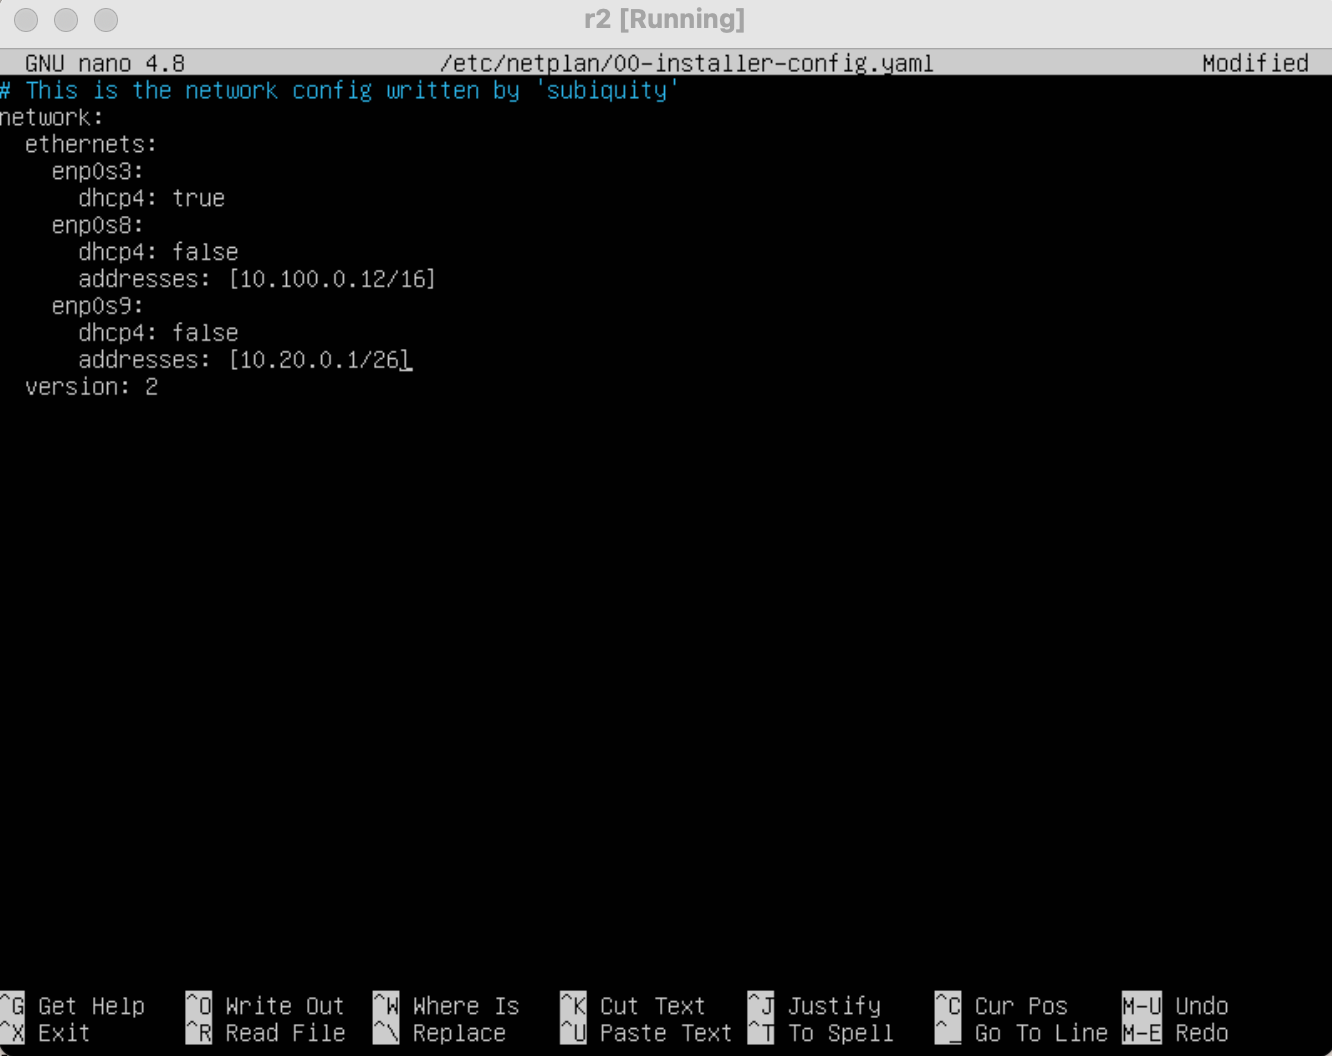 r2 [Running]
GNU nano 4.8 /etc/netplan/00-installer-config.yaml Modified
# This is the network config written by 'subiquity'
network:
  ethernets:
    enp0s3:
      dhcp4: true
    enp0s8:
      dhcp4: false
      addresses: [10.100.0.12/16]
    enp0s9:
      dhcp4: false
      addresses: [10.20.0.1/26]
  version: 2
^G Get Help ^O Write Out ^W Where Is ^K Cut Text ^J Justify ^C Cur Pos M-U Undo
^X Exit ^R Read File ^\ Replace ^U Paste Text ^T To Spell ^_ Go To Line M-E Redo